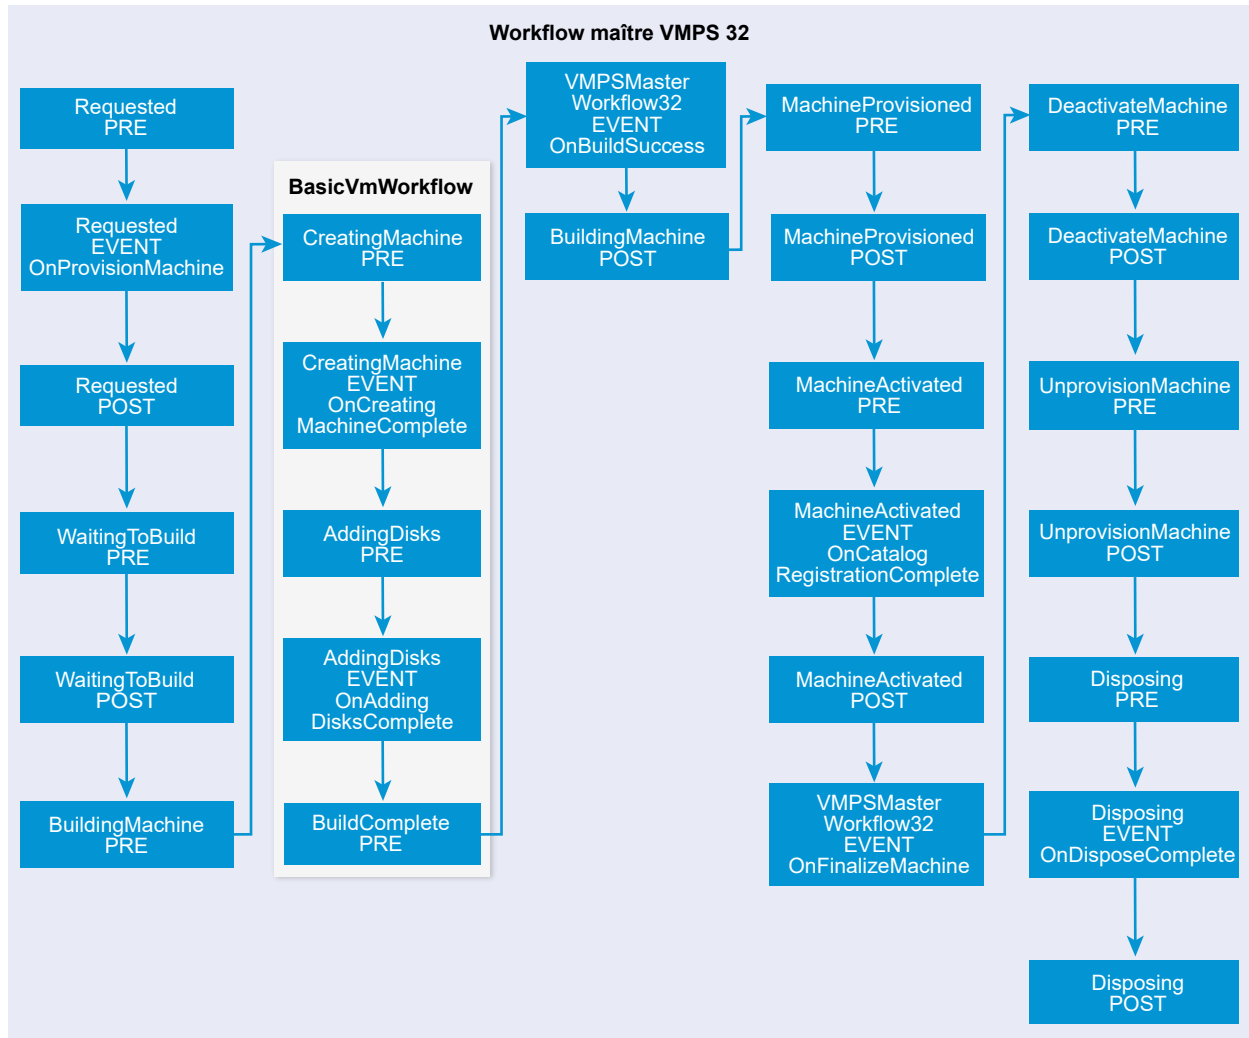 Workflow maître VMPS 32
Requested
PRE
Requested
EVENT
OnProvisionMachine
Requested
POST
WaitingToBuild
PRE
WaitingToBuild
POST
BuildingMachine
PRE
BasicVmWorkflow
CreatingMachine
PRE
CreatingMachine
EVENT
OnCreating
MachineComplete
AddingDisks
PRE
AddingDisks
EVENT
OnAdding
DisksComplete
BuildComplete
PRE
VMPSMaster
Workflow32
EVENT
OnBuildSuccess
BuildingMachine
POST
MachineProvisioned
PRE
MachineProvisioned
POST
MachineActivated
PRE
MachineActivated
EVENT
OnCatalog
RegistrationComplete
MachineActivated
POST
VMPSMaster
Workflow32
EVENT
OnFinalizeMachine
DeactivateMachine
PRE
DeactivateMachine
POST
UnprovisionMachine
PRE
UnprovisionMachine
POST
Disposing
PRE
Disposing
EVENT
OnDisposeComplete
Disposing
POST